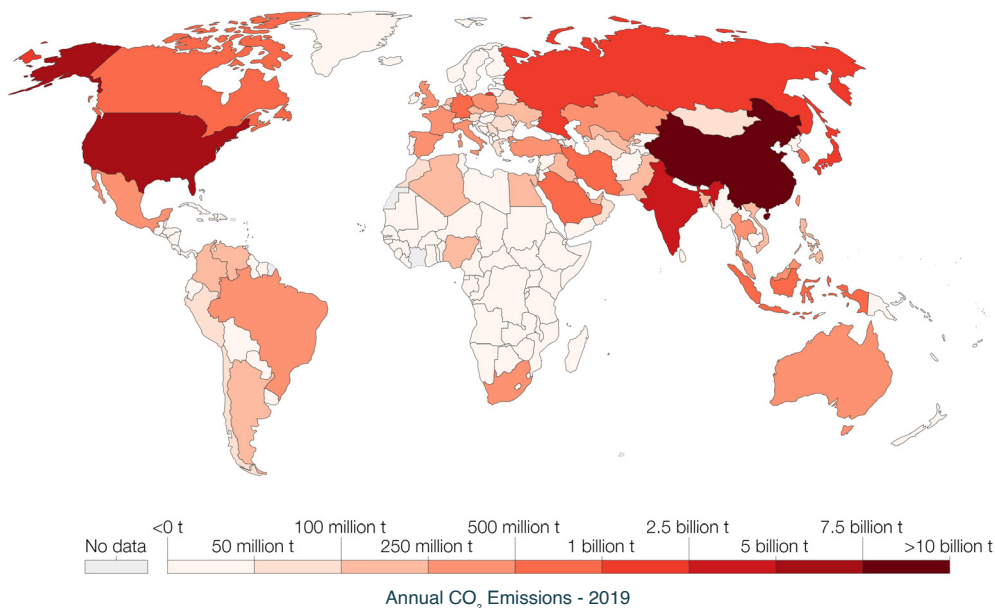 <0 t 100 million t 500 million t 2.5 billion t 7.5 billion t
No data 50 million t 250 million t 1 billion t 5 billion t >10 billion t
Annual CO₂ Emissions - 2019